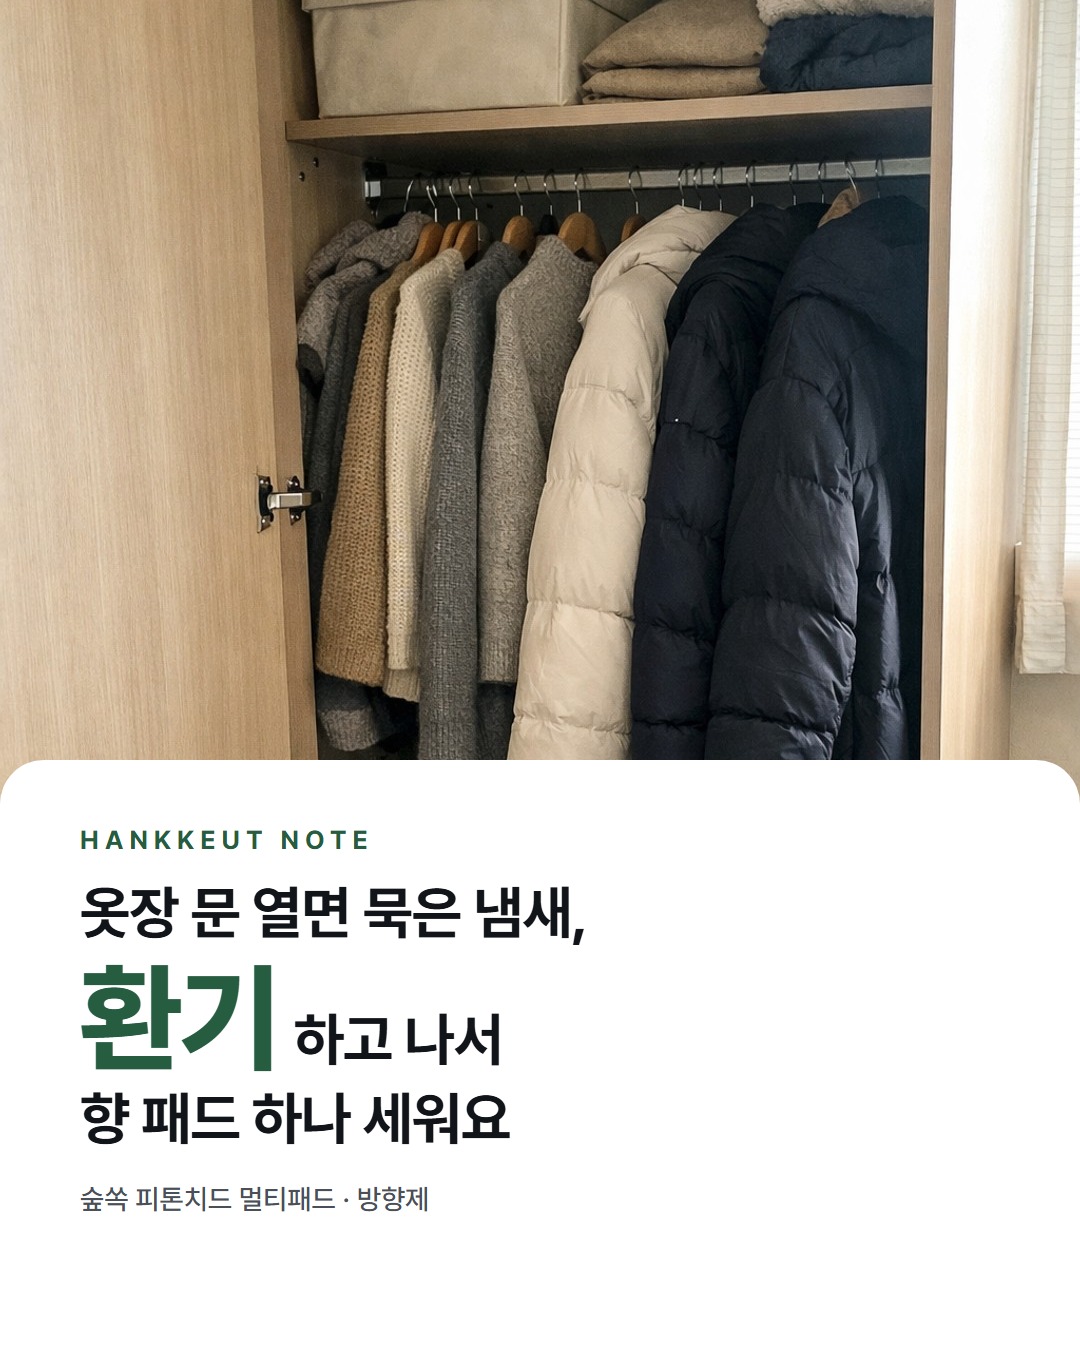 HANKKEUT NOTE
옷장 문 열면 묵은 냄새,
환기 하고 나서
향 패드 하나 세워요
숲쏙 피톤치드 멀티패드 · 방향제